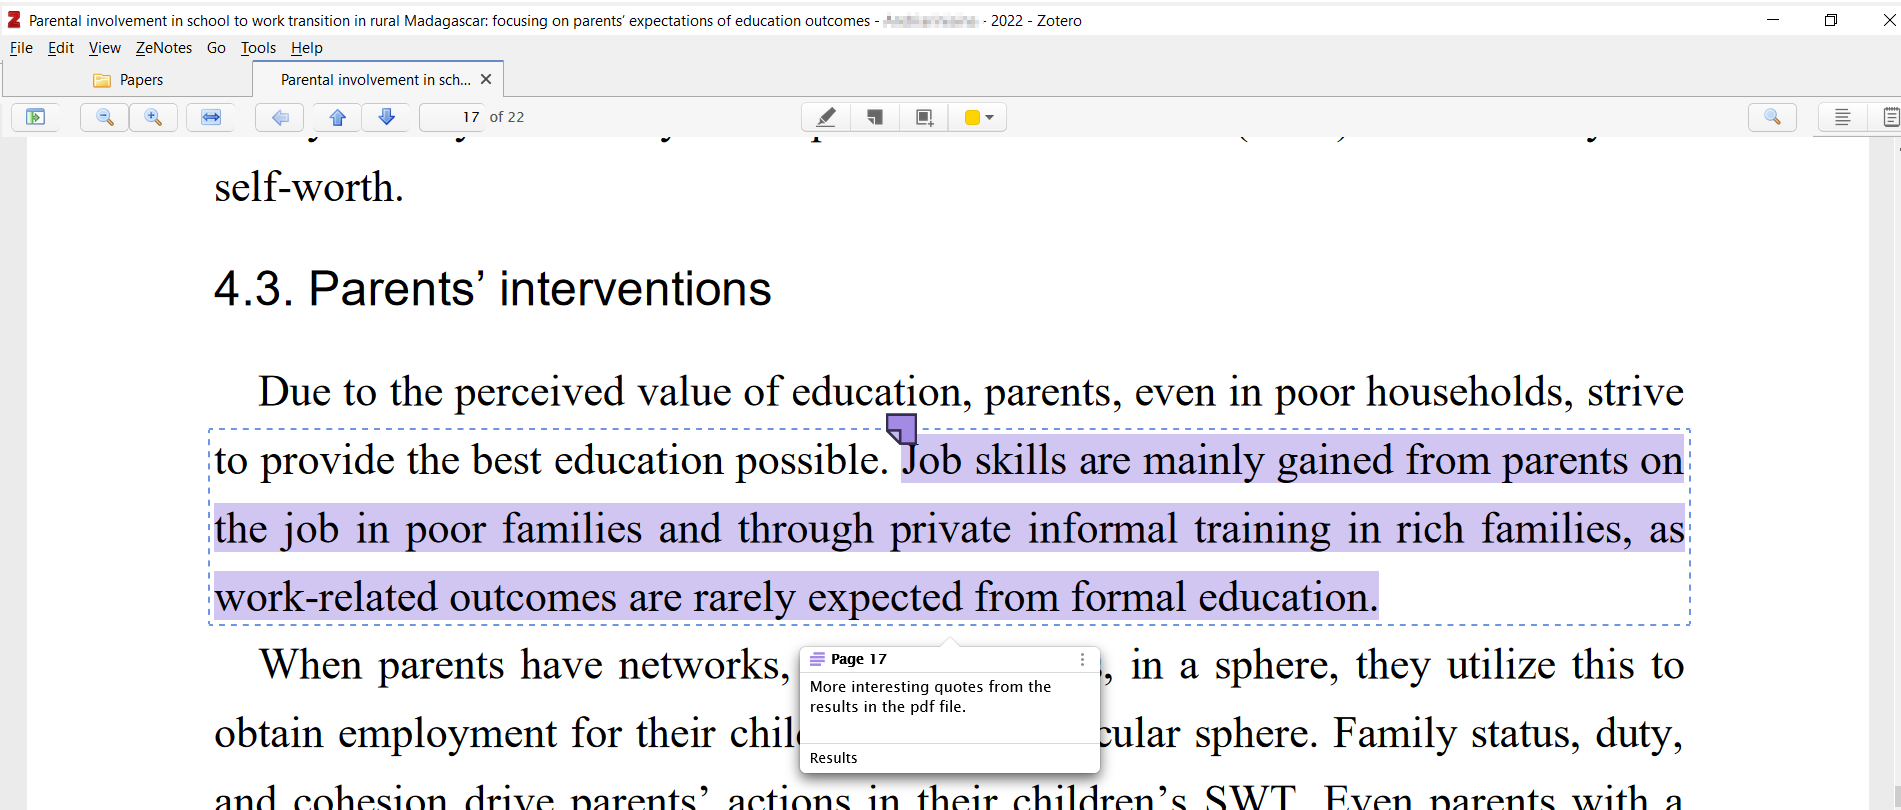 Parental involvement in school to work transition in rural Madagascar: focusing on parents' expectations of education outcomes - - 2022 - Zotero
File Edit View ZeNotes Go Tools Help
Papers
Parental involvement in sch...
17 of 22
self-worth.
4.3. Parents’ interventions
Due to the perceived value of education, parents, even in poor households, strive
to provide the best education possible. Job skills are mainly gained from parents on
the job in poor families and through private informal training in rich families, as
work-related outcomes are rarely expected from formal education.
When parents have networks, , in a sphere, they utilize this to
obtain employment for their chil cular sphere. Family status, duty,
and cohesion drive parents’ actions in their children’s SWT. Even parents with a
Page 17
More interesting quotes from the
results in the pdf file.
Results